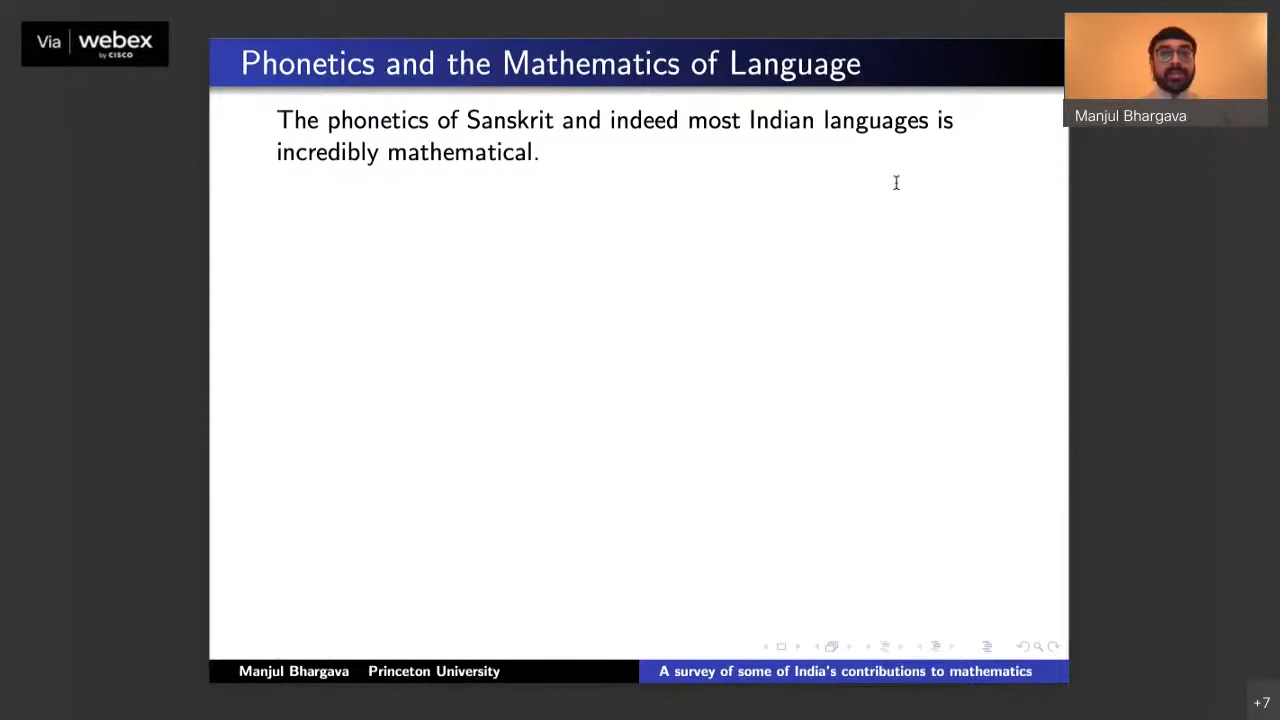 Via webex
by CISCO
Phonetics and the Mathematics of Language
Manjul Bhargava
The phonetics of Sanskrit and indeed most Indian languages is
incredibly mathematical.
Manjul Bhargava Princeton University
A survey of some of India's contributions to mathematics
+7